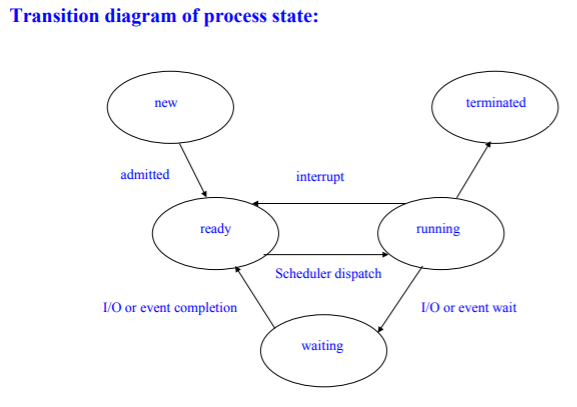 Transition diagram of process state:
new
terminated
admitted
interrupt
ready
running
Scheduler dispatch
I/O or event completion
I/O or event wait
waiting